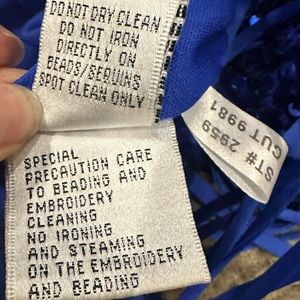 DO NOT DRY CLEAN
DO NOT IRON
DIRECTLY ON
BEADS/SEQUINS
SPOT CLEAN ONLY
SPECIAL
PRECAUTION CARE
TO BEADING AND
EMBROIDERY
CLEANING
NO IRONING
AND STEAMING
ON THE EMBROIDERY
AND BEADING
ST# 2959
CUT 9981